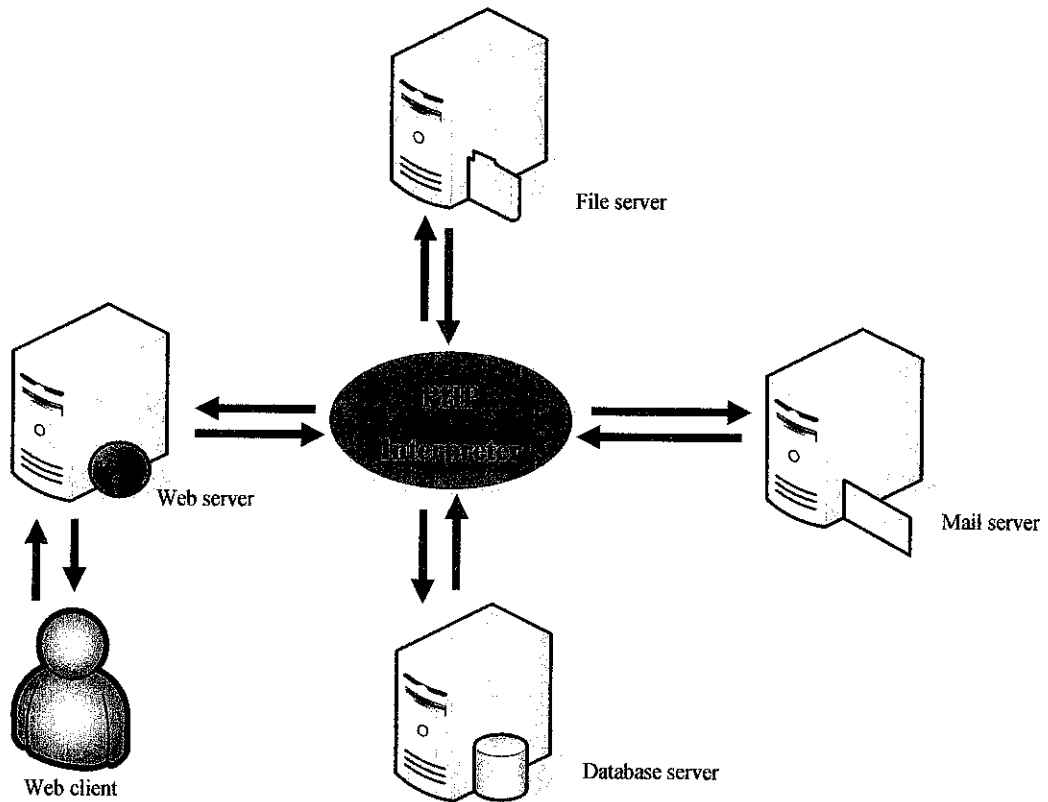 File server
PHP
Interpreter
Web server
Mail server
Web client
Database server